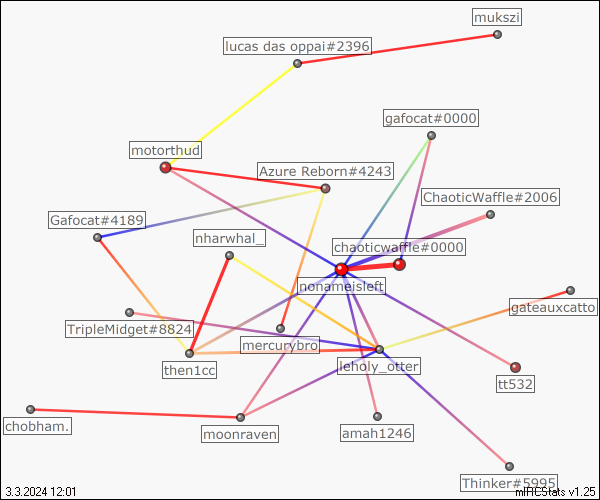 mukszi
lucas das oppai#2396
gafocat#0000
motorthud
Azure Reborn#4243
ChaoticWaffle#2006
Gafocat#4189
nharwhal_
chaoticwaffle#0000
nonameisleft
gateauxcatto
TripleMidget#8824
mercurybro
then1cc
leholy_otter
tt532
chobham.
moonraven
amah1246
Thinker#5995
3.3.2024 12:01
mIRCStats v1.25